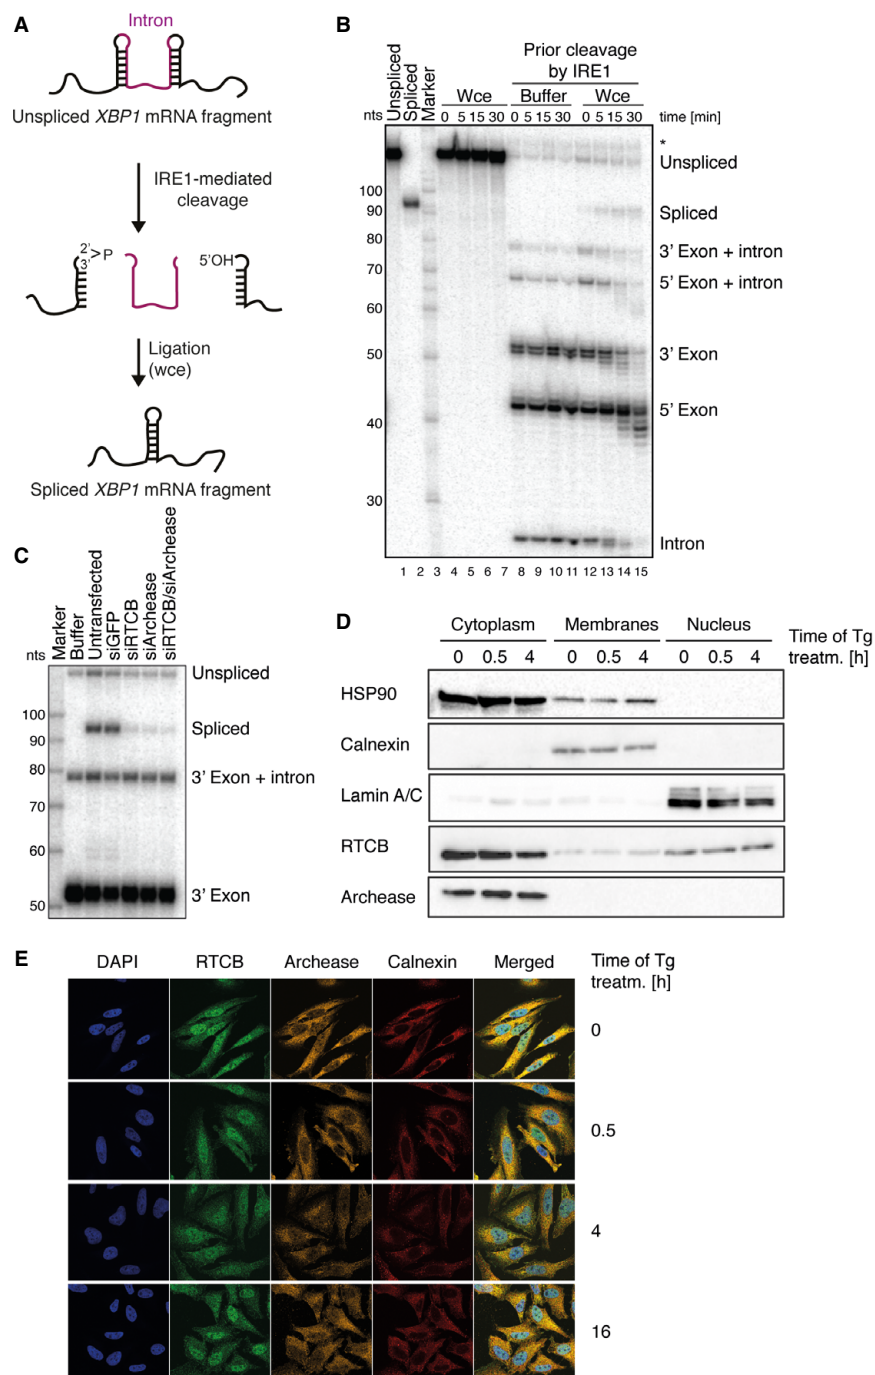 A
Intron
Unspliced XBP1 mRNA fragment
IRE1-mediated
cleavage
2'
3' >P
5'OH
Ligation
(wce)
Spliced XBP1 mRNA fragment
B
Unspliced
Spliced
Marker
Prior cleavage
by IRE1
Wce Buffer Wce
nts
0 5 15 30 0 5 15 30 0 5 15 30 time [min]
*
Unspliced
100
90
Spliced
80
3' Exon + intron
70
5' Exon + intron
60
50
3' Exon
5' Exon
40
30
Intron
1 2 3 4 5 6 7 8 9 10 11 12 13 14 15
C
Marker
Buffer
Untransfected
siGFP
siRTCB
siArchease
siRTCB/siArchease
nts
Unspliced
100
Spliced
90
80
3' Exon + intron
70
60
3' Exon
50
D
Cytoplasm Membranes Nucleus
Time of Tg
treatm. [h]
0 0.5 4 0 0.5 4 0 0.5 4
HSP90
Calnexin
Lamin A/C
RTCB
Archease
E
DAPI RTCB Archease Calnexin Merged
Time of Tg
treatm. [h]
0
0.5
4
16